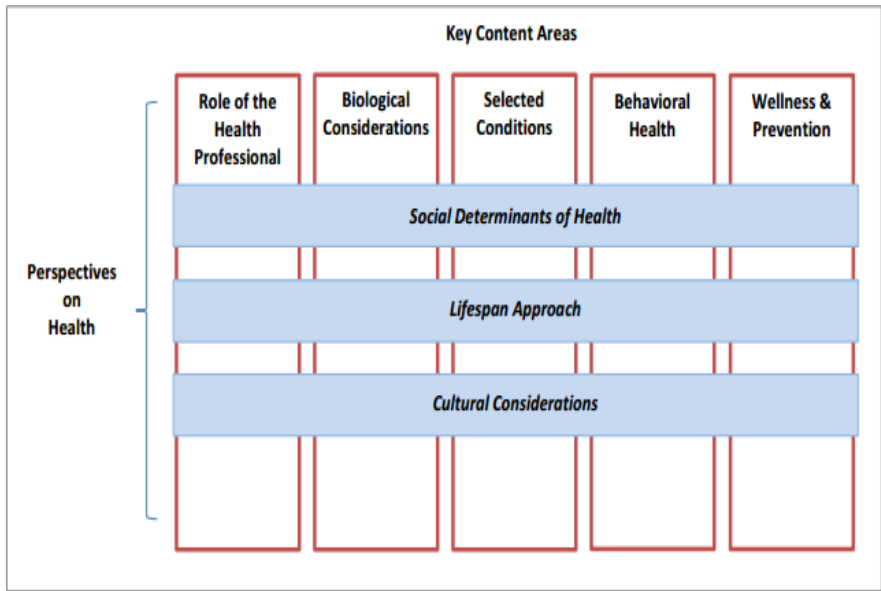 Key Content Areas
Role of the
Health
Professional
Biological
Considerations
Selected
Conditions
Behavioral
Health
Wellness &
Prevention
Social Determinants of Health
Perspectives
on
Health
Lifespan Approach
Cultural Considerations